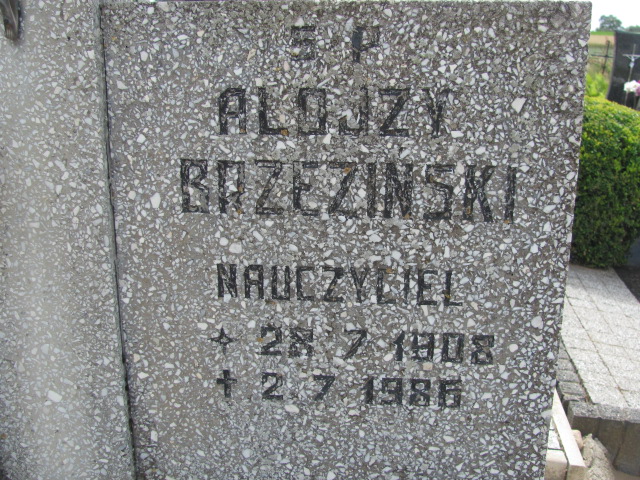 Ś P
ALOJZY
BRZEZIŃSKI
NAUCZYCIEL
✦ 28 7 1908
✝ 2.7 1986